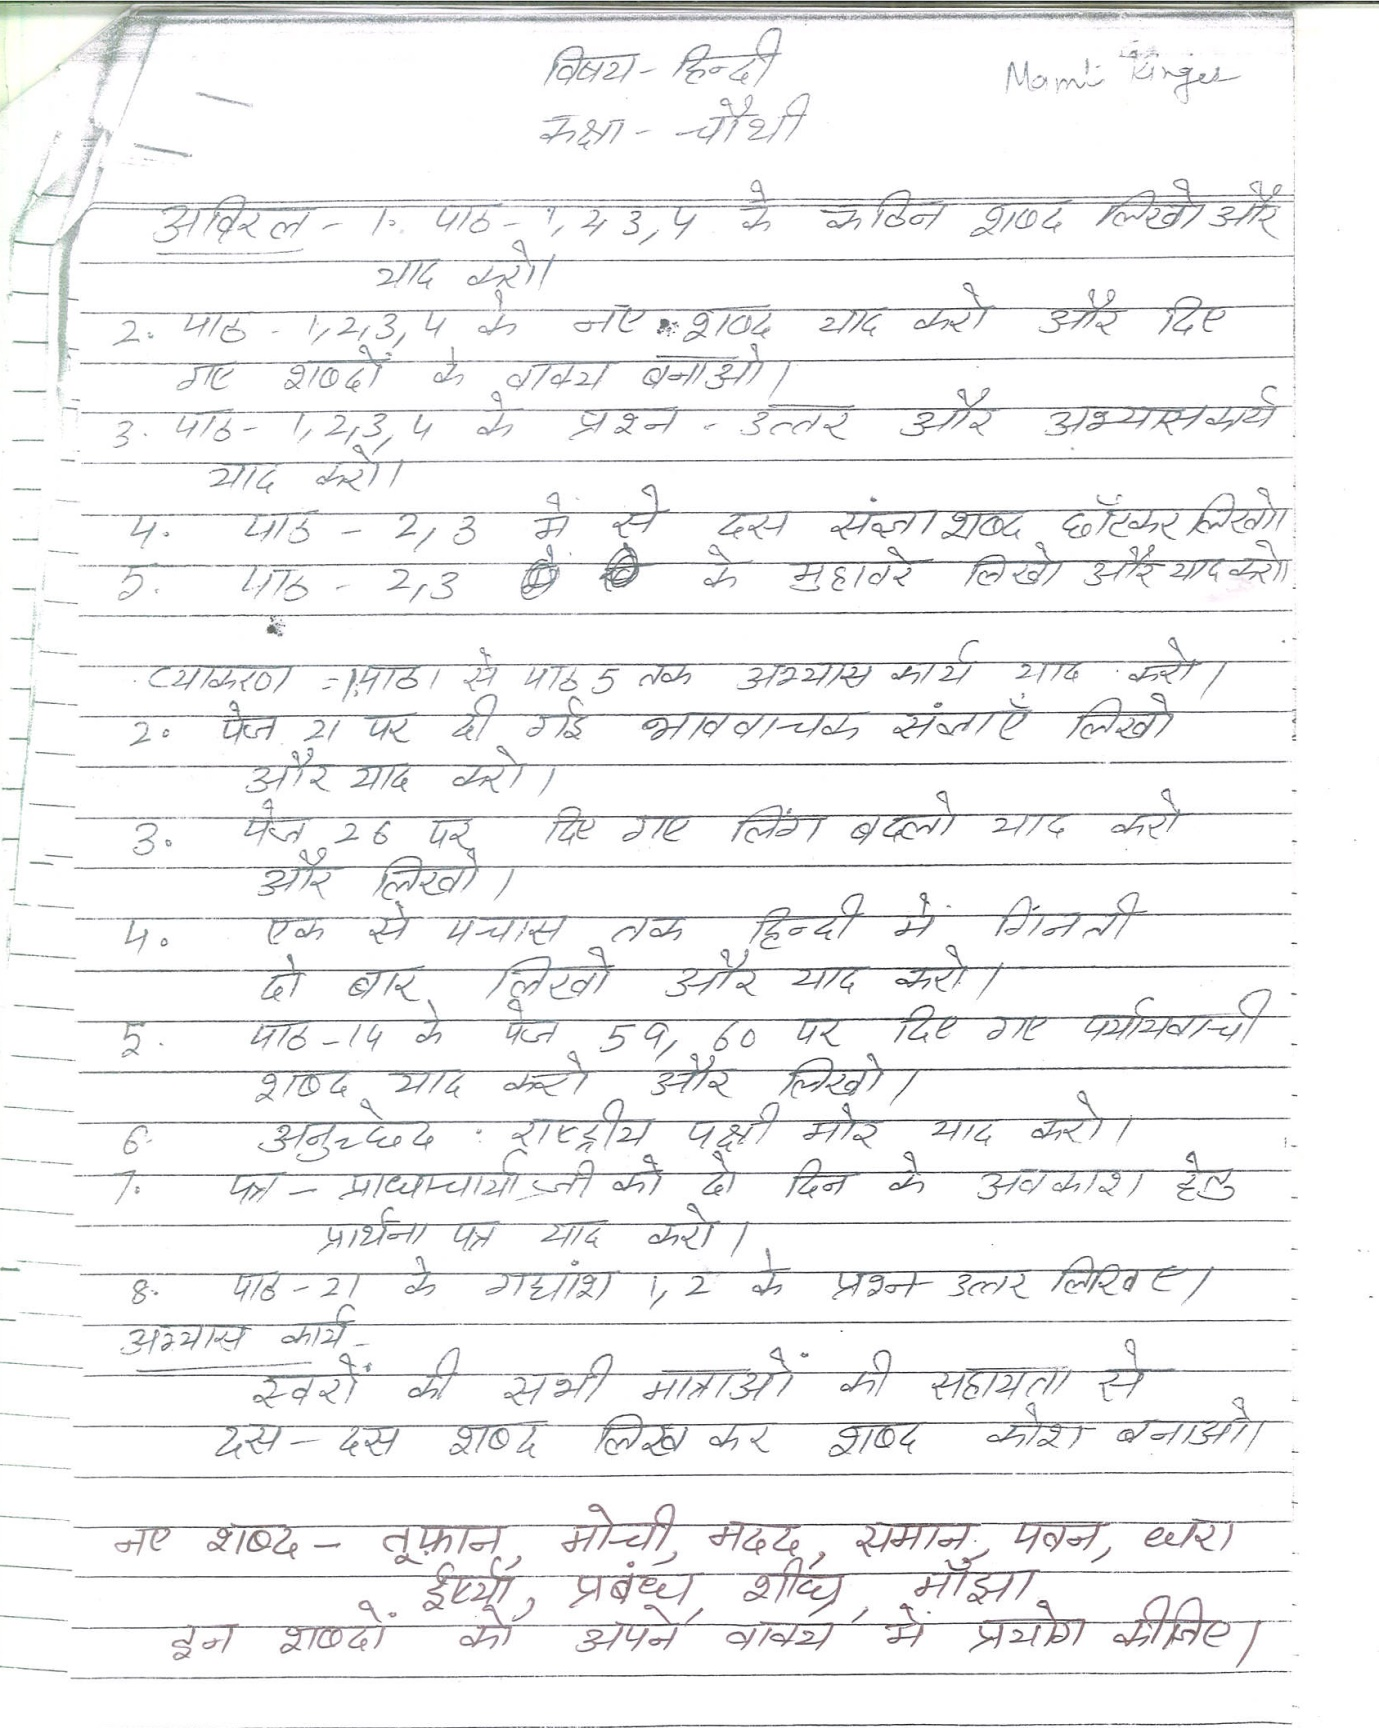 विषय - हिन्दी
कक्षा - चौथी
अविरल - 1. पाठ - 1, 2 3, 4 के कठिन शब्द लिखो और
याद करो।
2. पाठ - 1, 2, 3, 4 के नए शब्द याद करो और दिए
गए शब्दों के वाक्य बनाओ।
3. पाठ - 1, 2, 3, 4 के प्रश्न - उत्तर और अभ्यास कार्य
याद करो।
4. पाठ - 2, 3 में से दस संज्ञा शब्द छाँटकर लिखो।
5. पाठ - 2, 3 के मुहावरे लिखो और याद करो।
व्याकरण = 1. पाठ 1 से पाठ 5 तक अभ्यास कार्य याद करो।
2. पेज 21 पर दी गई भाववाचक संज्ञाएँ लिखो
और याद करो।
3. पेज 26 पर दिए गए लिंग बदलो याद करो
और लिखो।
4. एक से पचास तक हिन्दी में गिंनती
दो बार लिखो और याद करो।
5. पाठ - 14 के पेज 59, 60 पर दिए गए पर्यायवाची
शब्द याद करो और लिखो।
6. अनुच्छेद : राष्ट्रीय पक्षी मोर याद करो।
7. पत्र - प्राधाचार्या जी को दो दिन के अवकाश हेतु
प्रार्थना पत्र याद करो।
8. पाठ - 21 के गद्यांश 1, 2 के प्रश्न - उत्तर लिखिए।
अभ्यास कार्य -
स्वरों की सभी मात्राओं की सहायता से
दस - दस शब्द लिख कर शब्द कोश बनाओ।
नए शब्द - तूफ़ान, मोची, मदद, समान, पवन, धारा
ईर्ष्या, प्रबंध, शीघ्र, माँझा
इन शब्दों को अपने वाक्य में प्रयोग कीजिए।